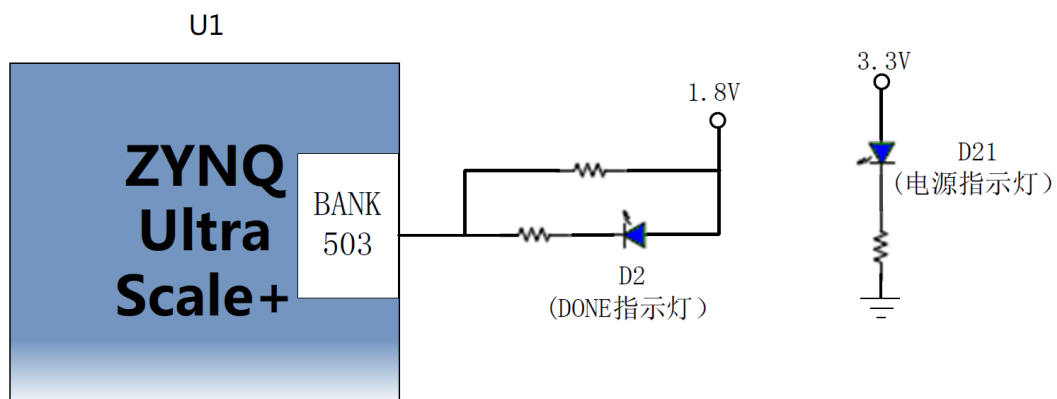 U1
ZYNQ
Ultra
Scale+
BANK
503
1.8V
D2
(DONE指示灯）
3.3V
D21
(电源指示灯）